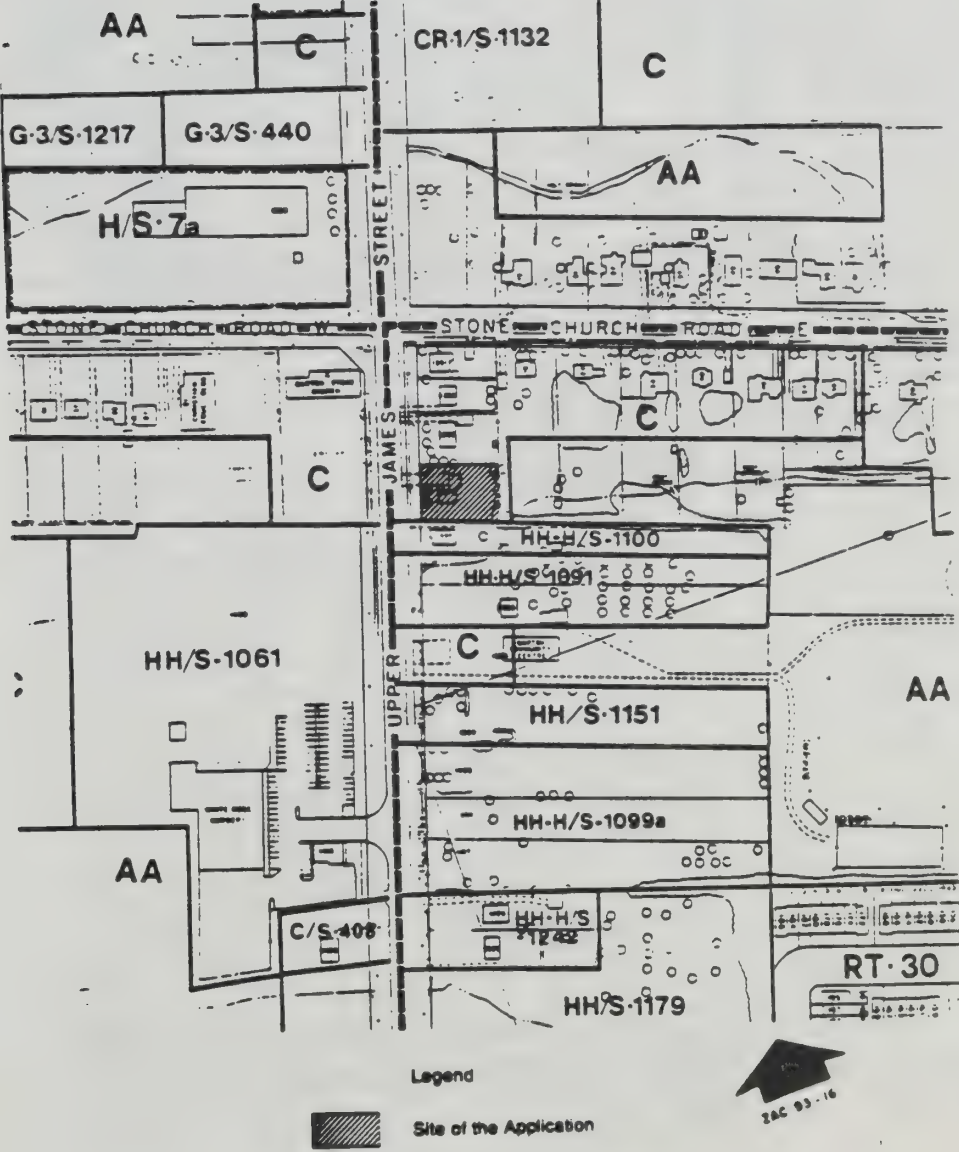 AA
C
CR·1/S·1132
C
G·3/S·1217
G·3/S·440
AA
H/S·7a
STREET
STONE CHURCH ROAD W
STONE CHURCH ROAD E
JAMES
C
C
HH·H/S-1100
HH·H/S-1091
C
HH/S-1061
UPPER
AA
HH/S·1151
HH·H/S-1099a
AA
C/S·408
HH·H/S
1242
RT·30
HH/S·1179
Legend
Site of the Application
ZAC 93-16